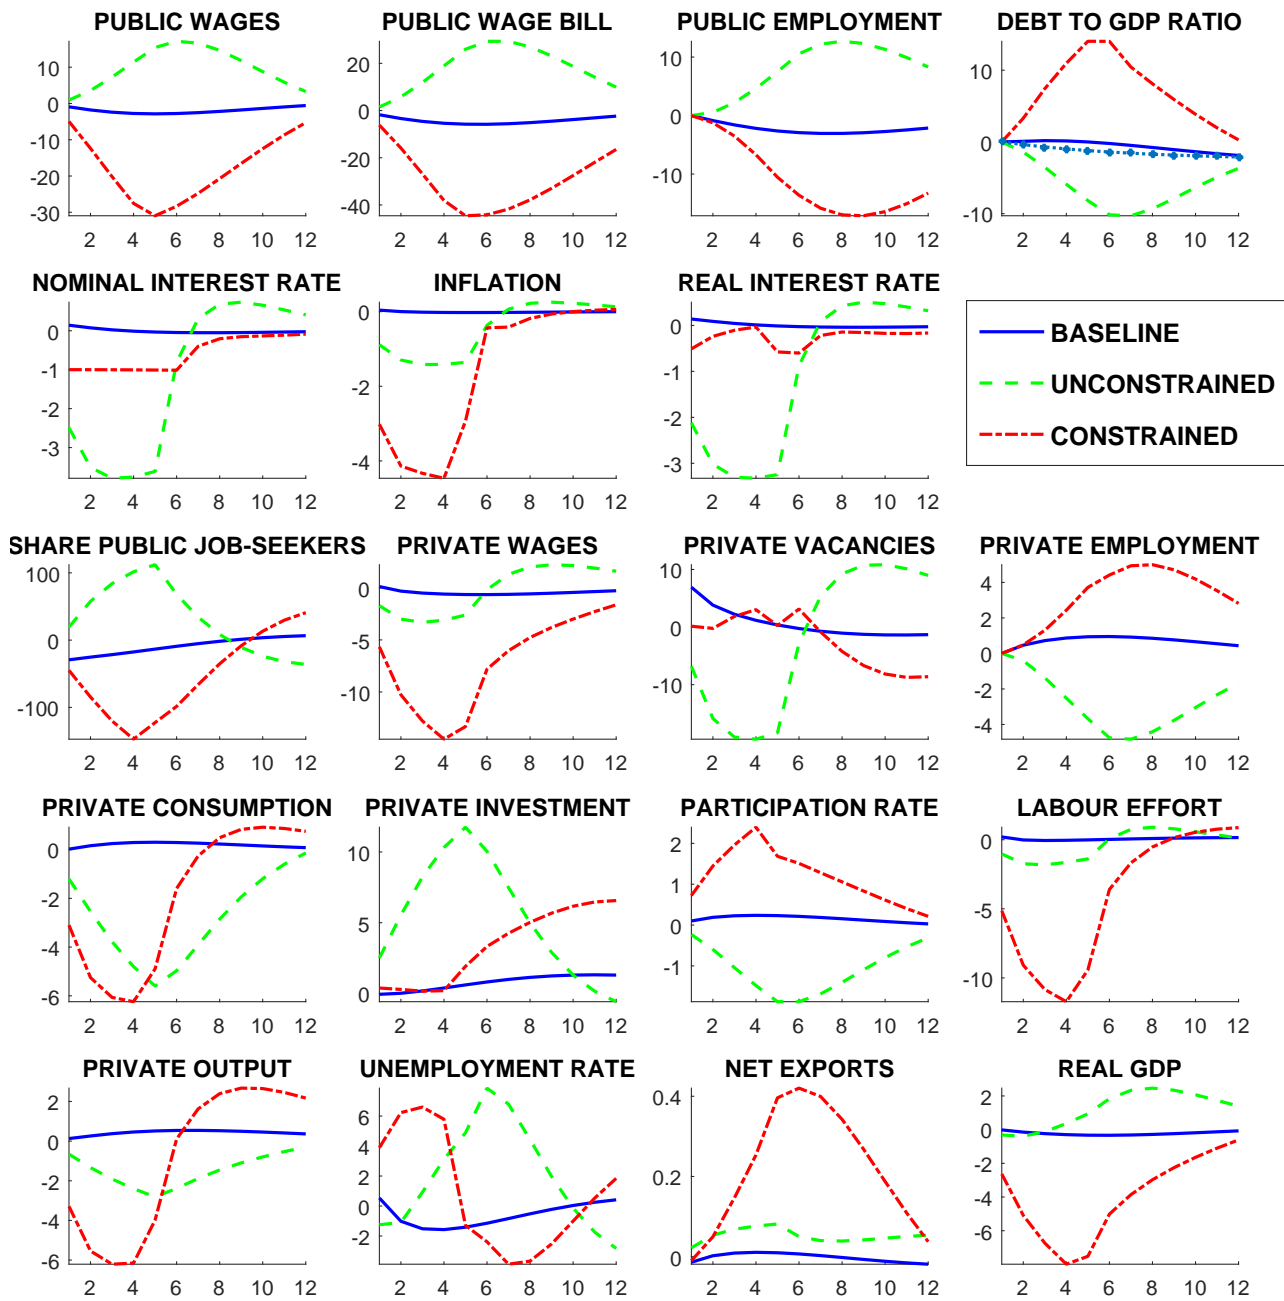 PUBLIC WAGES PUBLIC WAGE BILL PUBLIC EMPLOYMENT DEBT TO GDP RATIO
10 0 -10 -20 -30
20 0 -20 -40
10 0 -10
10 0 -10
2 4 6 8 10 12 2 4 6 8 10 12 2 4 6 8 10 12 2 4 6 8 10 12
NOMINAL INTEREST RATE INFLATION REAL INTEREST RATE
0 -1 -2 -3
0 -2 -4
0 -1 -2 -3
BASELINE
UNCONSTRAINED
CONSTRAINED
2 4 6 8 10 12 2 4 6 8 10 12 2 4 6 8 10 12
SHARE PUBLIC JOB-SEEKERS PRIVATE WAGES PRIVATE VACANCIES PRIVATE EMPLOYMENT
100 0 -100
0 -5 -10
10 0 -10
4 2 0 -2 -4
2 4 6 8 10 12 2 4 6 8 10 12 2 4 6 8 10 12 2 4 6 8 10 12
PRIVATE CONSUMPTION PRIVATE INVESTMENT PARTICIPATION RATE LABOUR EFFORT
0 -2 -4 -6
10 5 0
2 1 0 -1
0 -5 -10
2 4 6 8 10 12 2 4 6 8 10 12 2 4 6 8 10 12 2 4 6 8 10 12
PRIVATE OUTPUT UNEMPLOYMENT RATE NET EXPORTS REAL GDP
2 0 -2 -4 -6
6 4 2 0 -2
0.4 0.2 0
2 0 -2 -4 -6
2 4 6 8 10 12 2 4 6 8 10 12 2 4 6 8 10 12 2 4 6 8 10 12